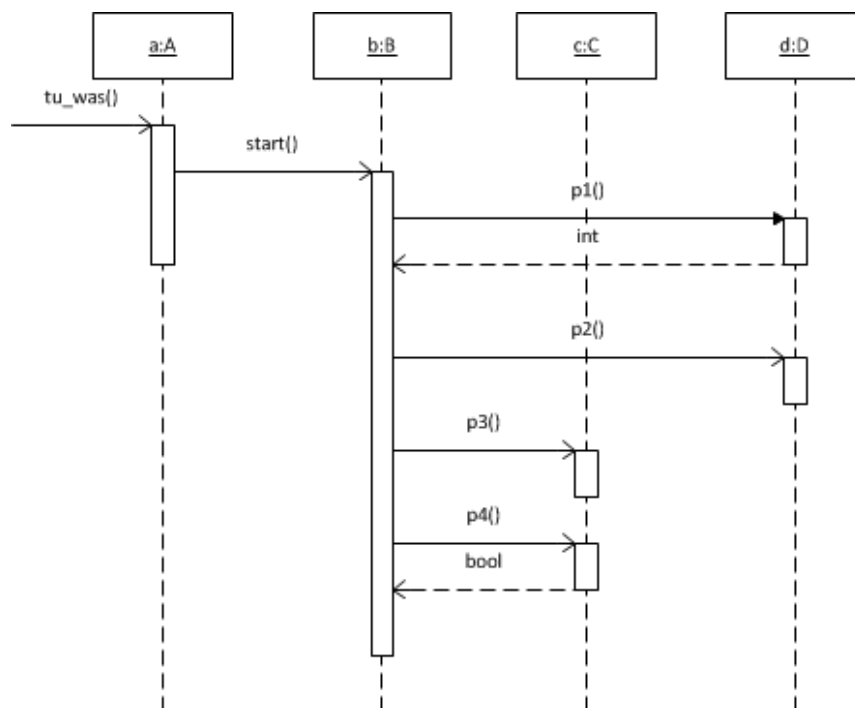 a:A
b:B
c:C
d:D
tu_was()
start()
p1()
int
p2()
p3()
p4()
bool